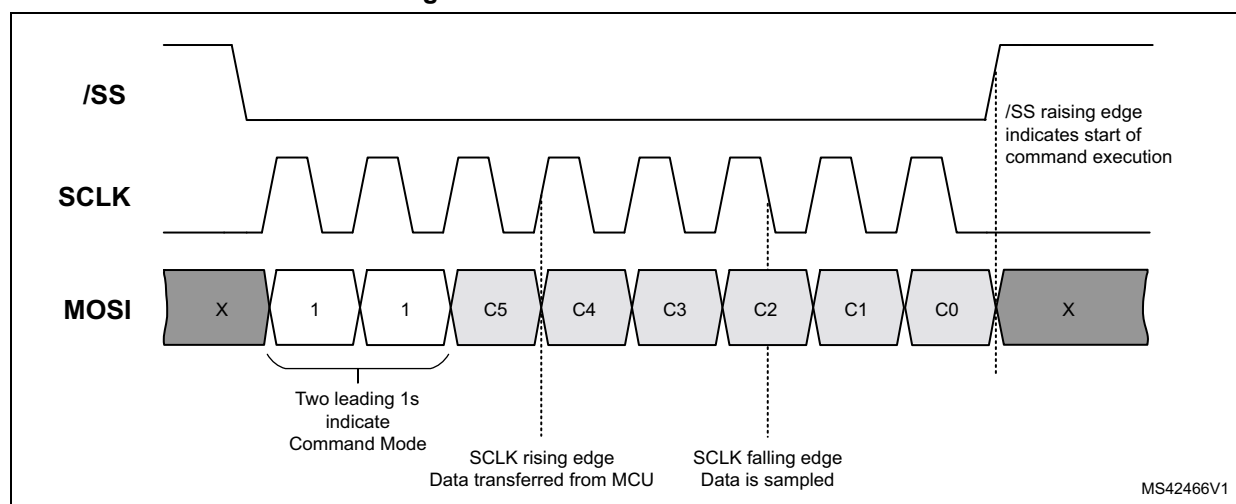 /SS
/SS raising edge
indicates start of
command execution
SCLK
MOSI
X
1
1
C5
C4
C3
C2
C1
C0
X
Two leading 1s
indicate
Command Mode
SCLK rising edge
Data transferred from MCU
SCLK falling edge
Data is sampled
MS42466V1